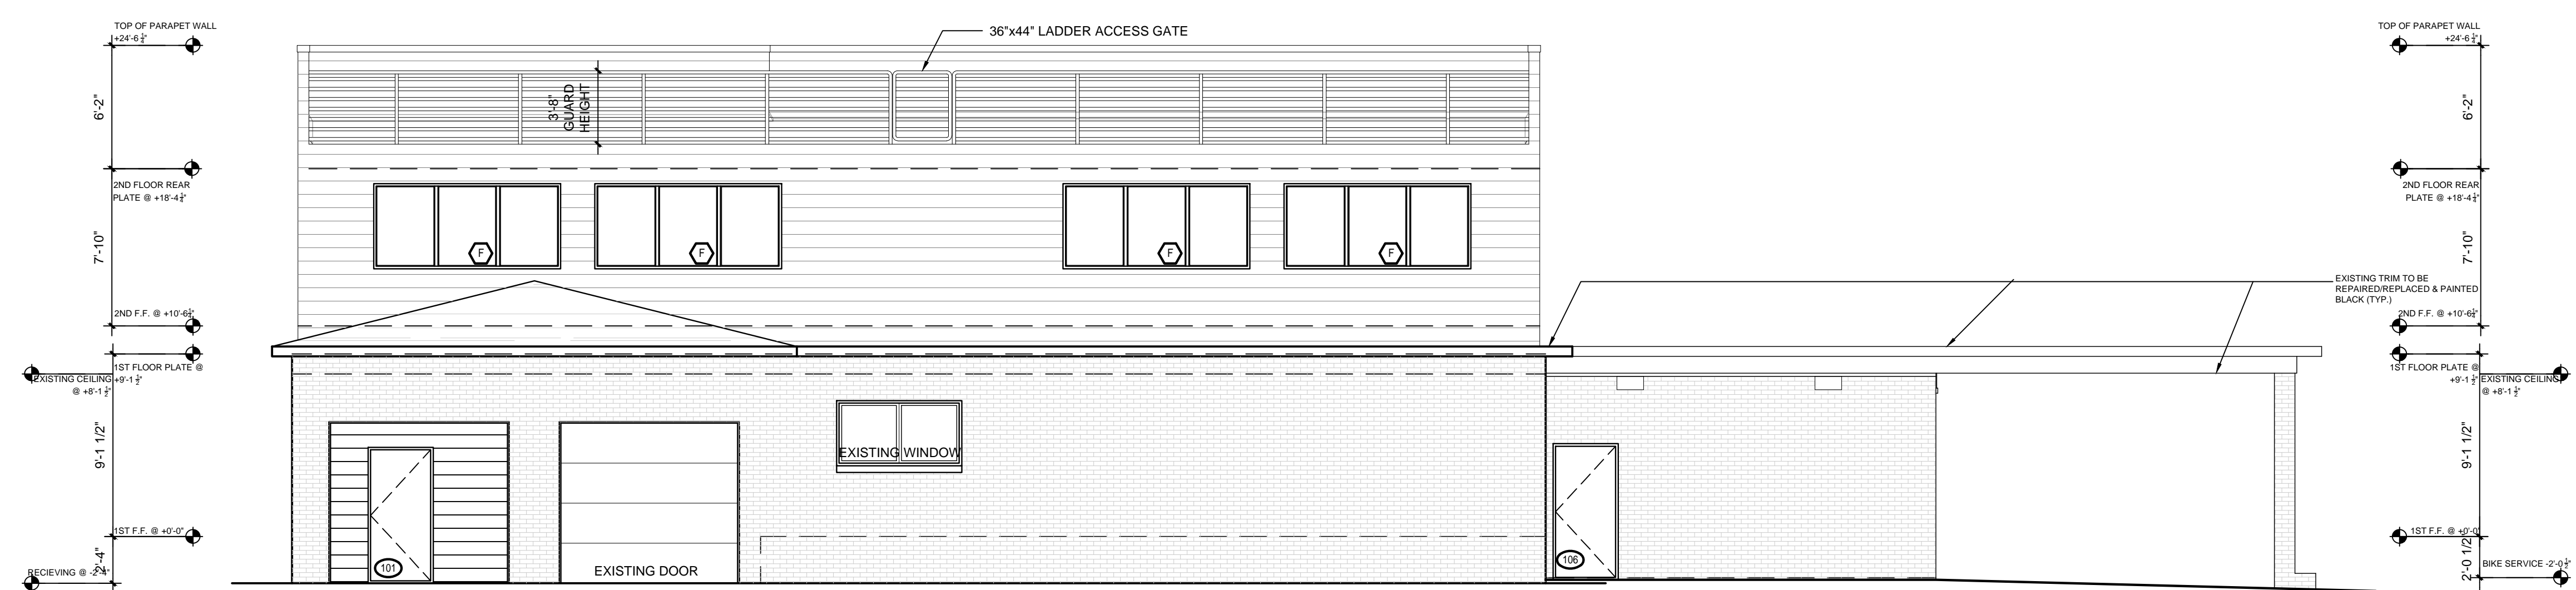 TOP OF PARAPET WALL
+24'-6 1/4"
6'-2"
2ND FLOOR REAR
PLATE @ +18'-4 1/4"
7'-10"
2ND F.F. @ +10'-6 1/4"
1ST FLOOR PLATE @
+9'-1 1/2"
EXISTING CEILING
@ +8'-1 1/2"
9'-1 1/2"
1ST F.F. @ +0'-0"
2'-4"
RECIEVING @ -2'-4"
36"x44" LADDER ACCESS GATE
3'-8"
GUARD
HEIGHT
F
F
F
F
EXISTING WINDOW
101
EXISTING DOOR
106
EXISTING TRIM TO BE
REPAIRED/REPLACED & PAINTED
BLACK (TYP.)
TOP OF PARAPET WALL
+24'-6 1/4"
6'-2"
2ND FLOOR REAR
PLATE @ +18'-4 1/4"
7'-10"
2ND F.F. @ +10'-6 1/4"
1ST FLOOR PLATE @
+9'-1 1/2"
EXISTING CEILING
@ +8'-1 1/2"
9'-1 1/2"
1ST F.F. @ +0'-0"
2'-0 1/2"
BIKE SERVICE -2'-0 1/2"